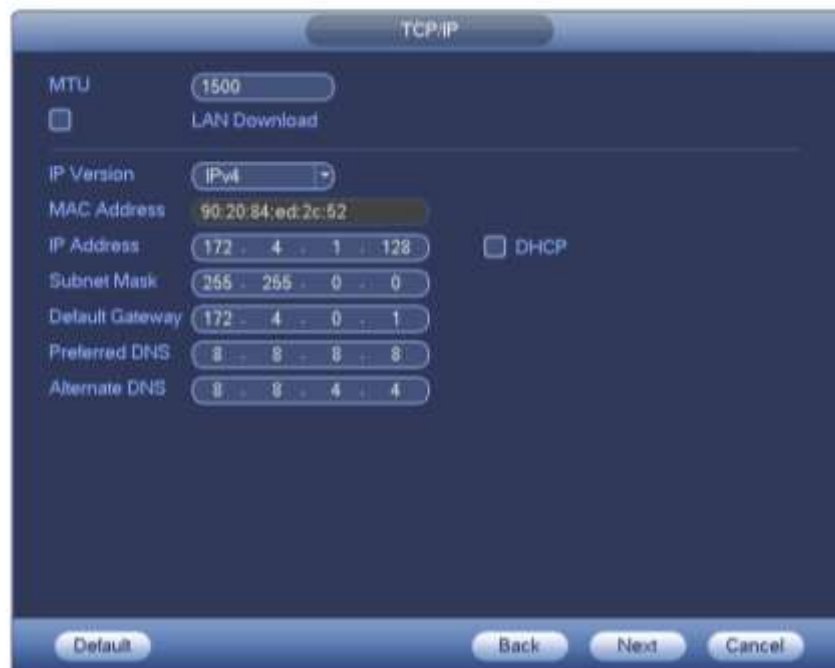 TCP/IP
MTU 1500
LAN Download
IP Version IPv4
MAC Address 90:20:84:ed:2c:52
IP Address 172 . 4 . 1 . 128 DHCP
Subnet Mask 255 . 255 . 0 . 0
Default Gateway 172 . 4 . 0 . 1
Preferred DNS 8 . 8 . 8 . 8
Alternate DNS 8 . 8 . 4 . 4
Default Back Next Cancel